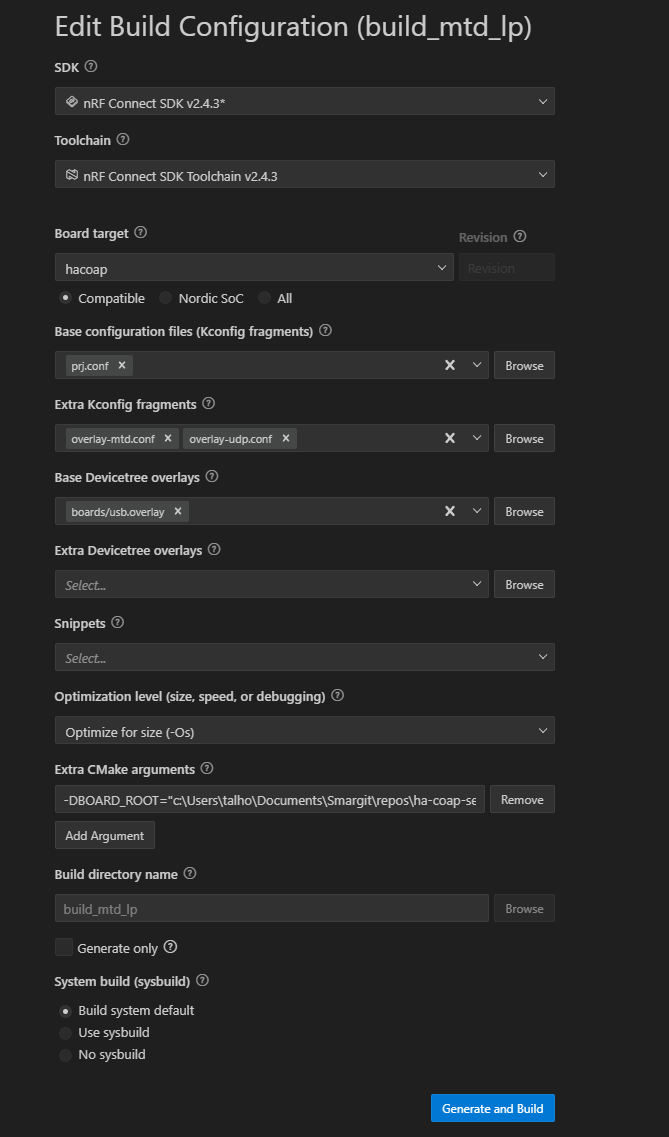 Edit Build Configuration (build_mtd_lp)
SDK
nRF Connect SDK v2.4.3*
Toolchain
nRF Connect SDK Toolchain v2.4.3
Board target
Revision
hacoap
Revision
Compatible
Nordic SoC
All
Base configuration files (Kconfig fragments)
prj.conf
Browse
Extra Kconfig fragments
overlay-mtd.conf
overlay-udp.conf
Browse
Base Devicetree overlays
boards/usb.overlay
Browse
Extra Devicetree overlays
Select...
Browse
Snippets
Select...
Optimization level (size, speed, or debugging)
Optimize for size (-Os)
Extra CMake arguments
-DBOARD_ROOT="c:\Users\talho\Documents\Smargit\repos\ha-coap-se
Remove
Add Argument
Build directory name
build_mtd_lp
Browse
Generate only
System build (sysbuild)
Build system default
Use sysbuild
No sysbuild
Generate and Build